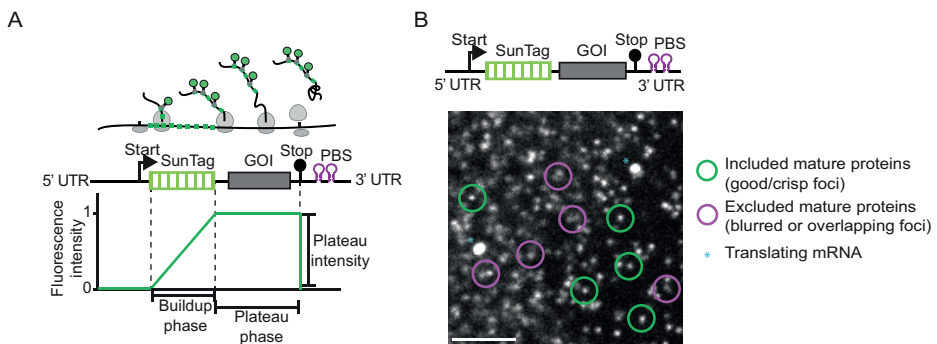 A
Start
SunTag
GOI
Stop
PBS
5' UTR
3' UTR
Fluorescence
intensity
1
0
Plateau
intensity
Buildup
phase
Plateau
phase
B
Start
SunTag
GOI
Stop
PBS
5' UTR
3' UTR
*
*
Included mature proteins
(good/crisp foci)
Excluded mature proteins
(blurred or overlapping foci)
* Translating mRNA